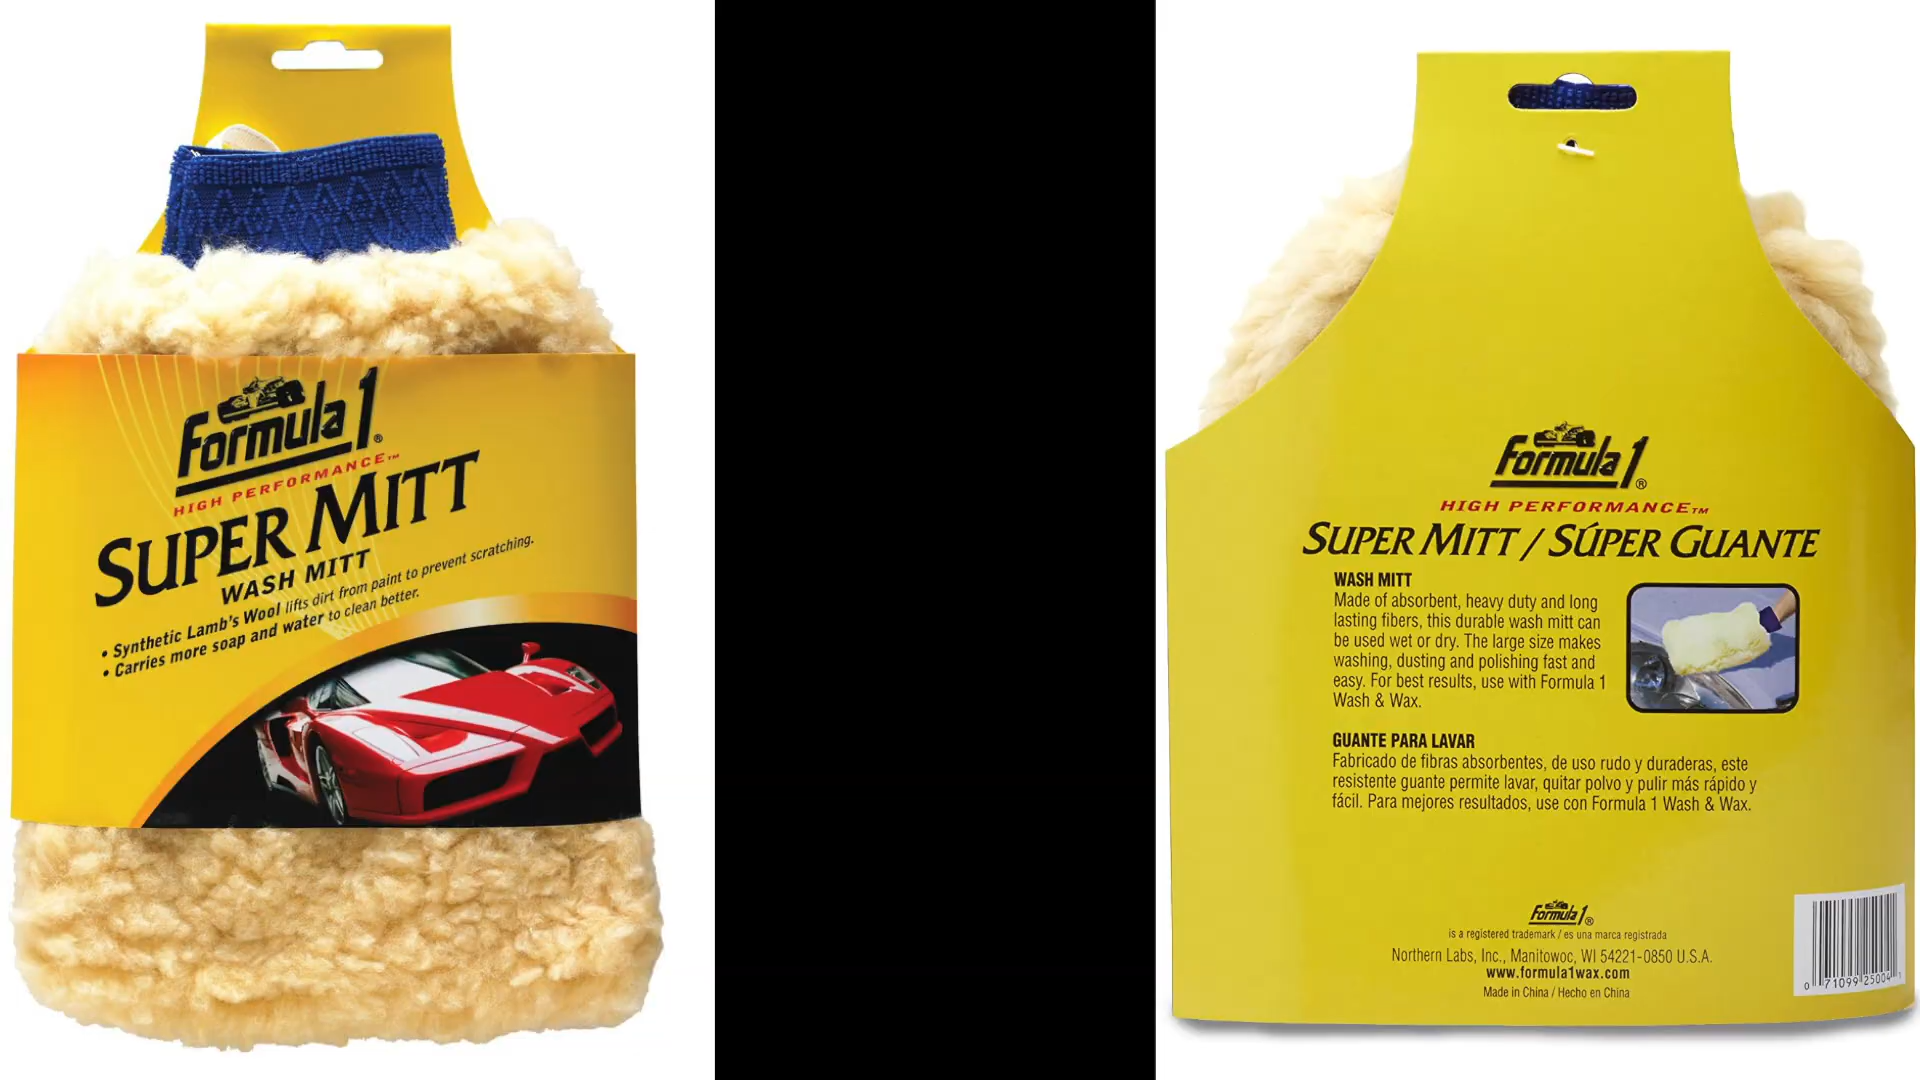 Formula 1®
HIGH PERFORMANCE™
SUPER MITT
WASH MITT
• Synthetic Lamb's Wool lifts dirt from paint to prevent scratching.
• Carries more soap and water to clean better.
Formula 1®
HIGH PERFORMANCE™
SUPER MITT / SÚPER GUANTE
WASH MITT
Made of absorbent, heavy duty and long
lasting fibers, this durable wash mitt can
be used wet or dry. The large size makes
washing, dusting and polishing fast and
easy. For best results, use with Formula 1
Wash & Wax.
GUANTE PARA LAVAR
Fabricado de fibras absorbentes, de uso rudo y duraderas, este
resistente guante permite lavar, quitar polvo y pulir más rápido y
fácil. Para mejores resultados, use con Formula 1 Wash & Wax.
Formula 1®
is a registered trademark / es una marca registrada
Northern Labs, Inc., Manitowoc, WI 54221-0850 U.S.A.
www.formula1wax.com
Made in China / Hecho en China
0 71099 25004 1